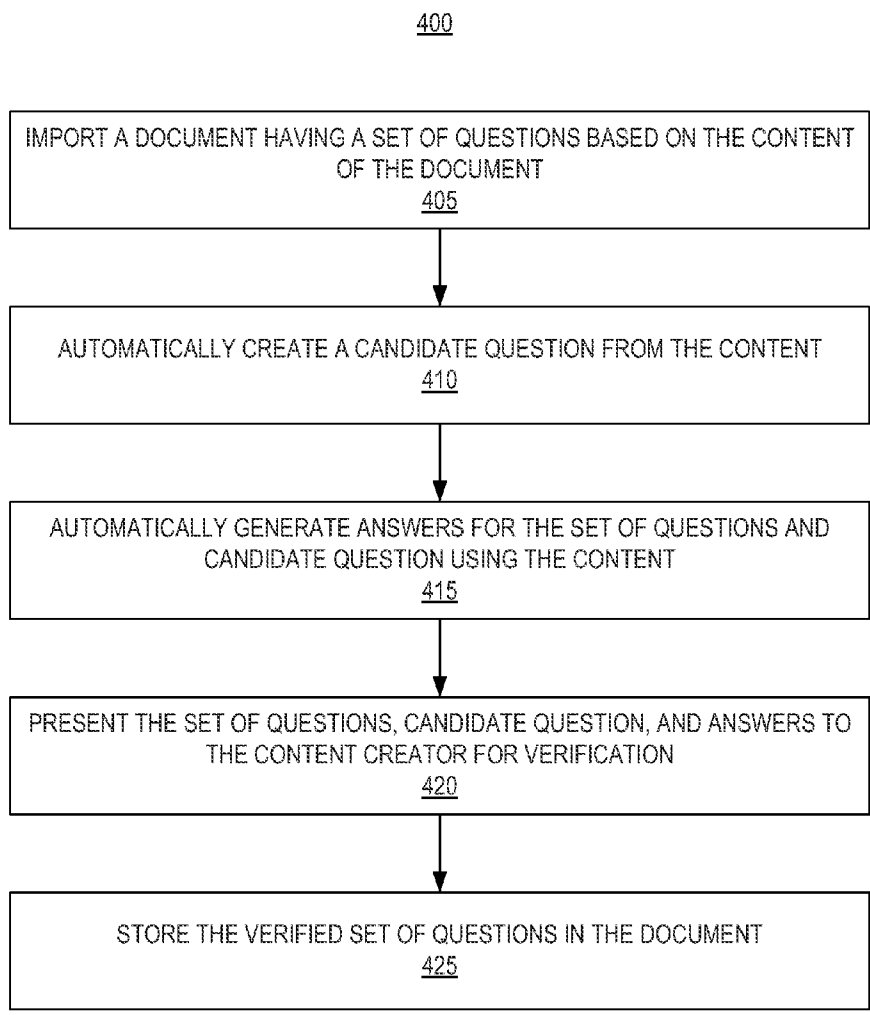 400
IMPORT A DOCUMENT HAVING A SET OF QUESTIONS BASED ON THE CONTENT
OF THE DOCUMENT
405
AUTOMATICALLY CREATE A CANDIDATE QUESTION FROM THE CONTENT
410
AUTOMATICALLY GENERATE ANSWERS FOR THE SET OF QUESTIONS AND
CANDIDATE QUESTION USING THE CONTENT
415
PRESENT THE SET OF QUESTIONS, CANDIDATE QUESTION, AND ANSWERS TO
THE CONTENT CREATOR FOR VERIFICATION
420
STORE THE VERIFIED SET OF QUESTIONS IN THE DOCUMENT
425